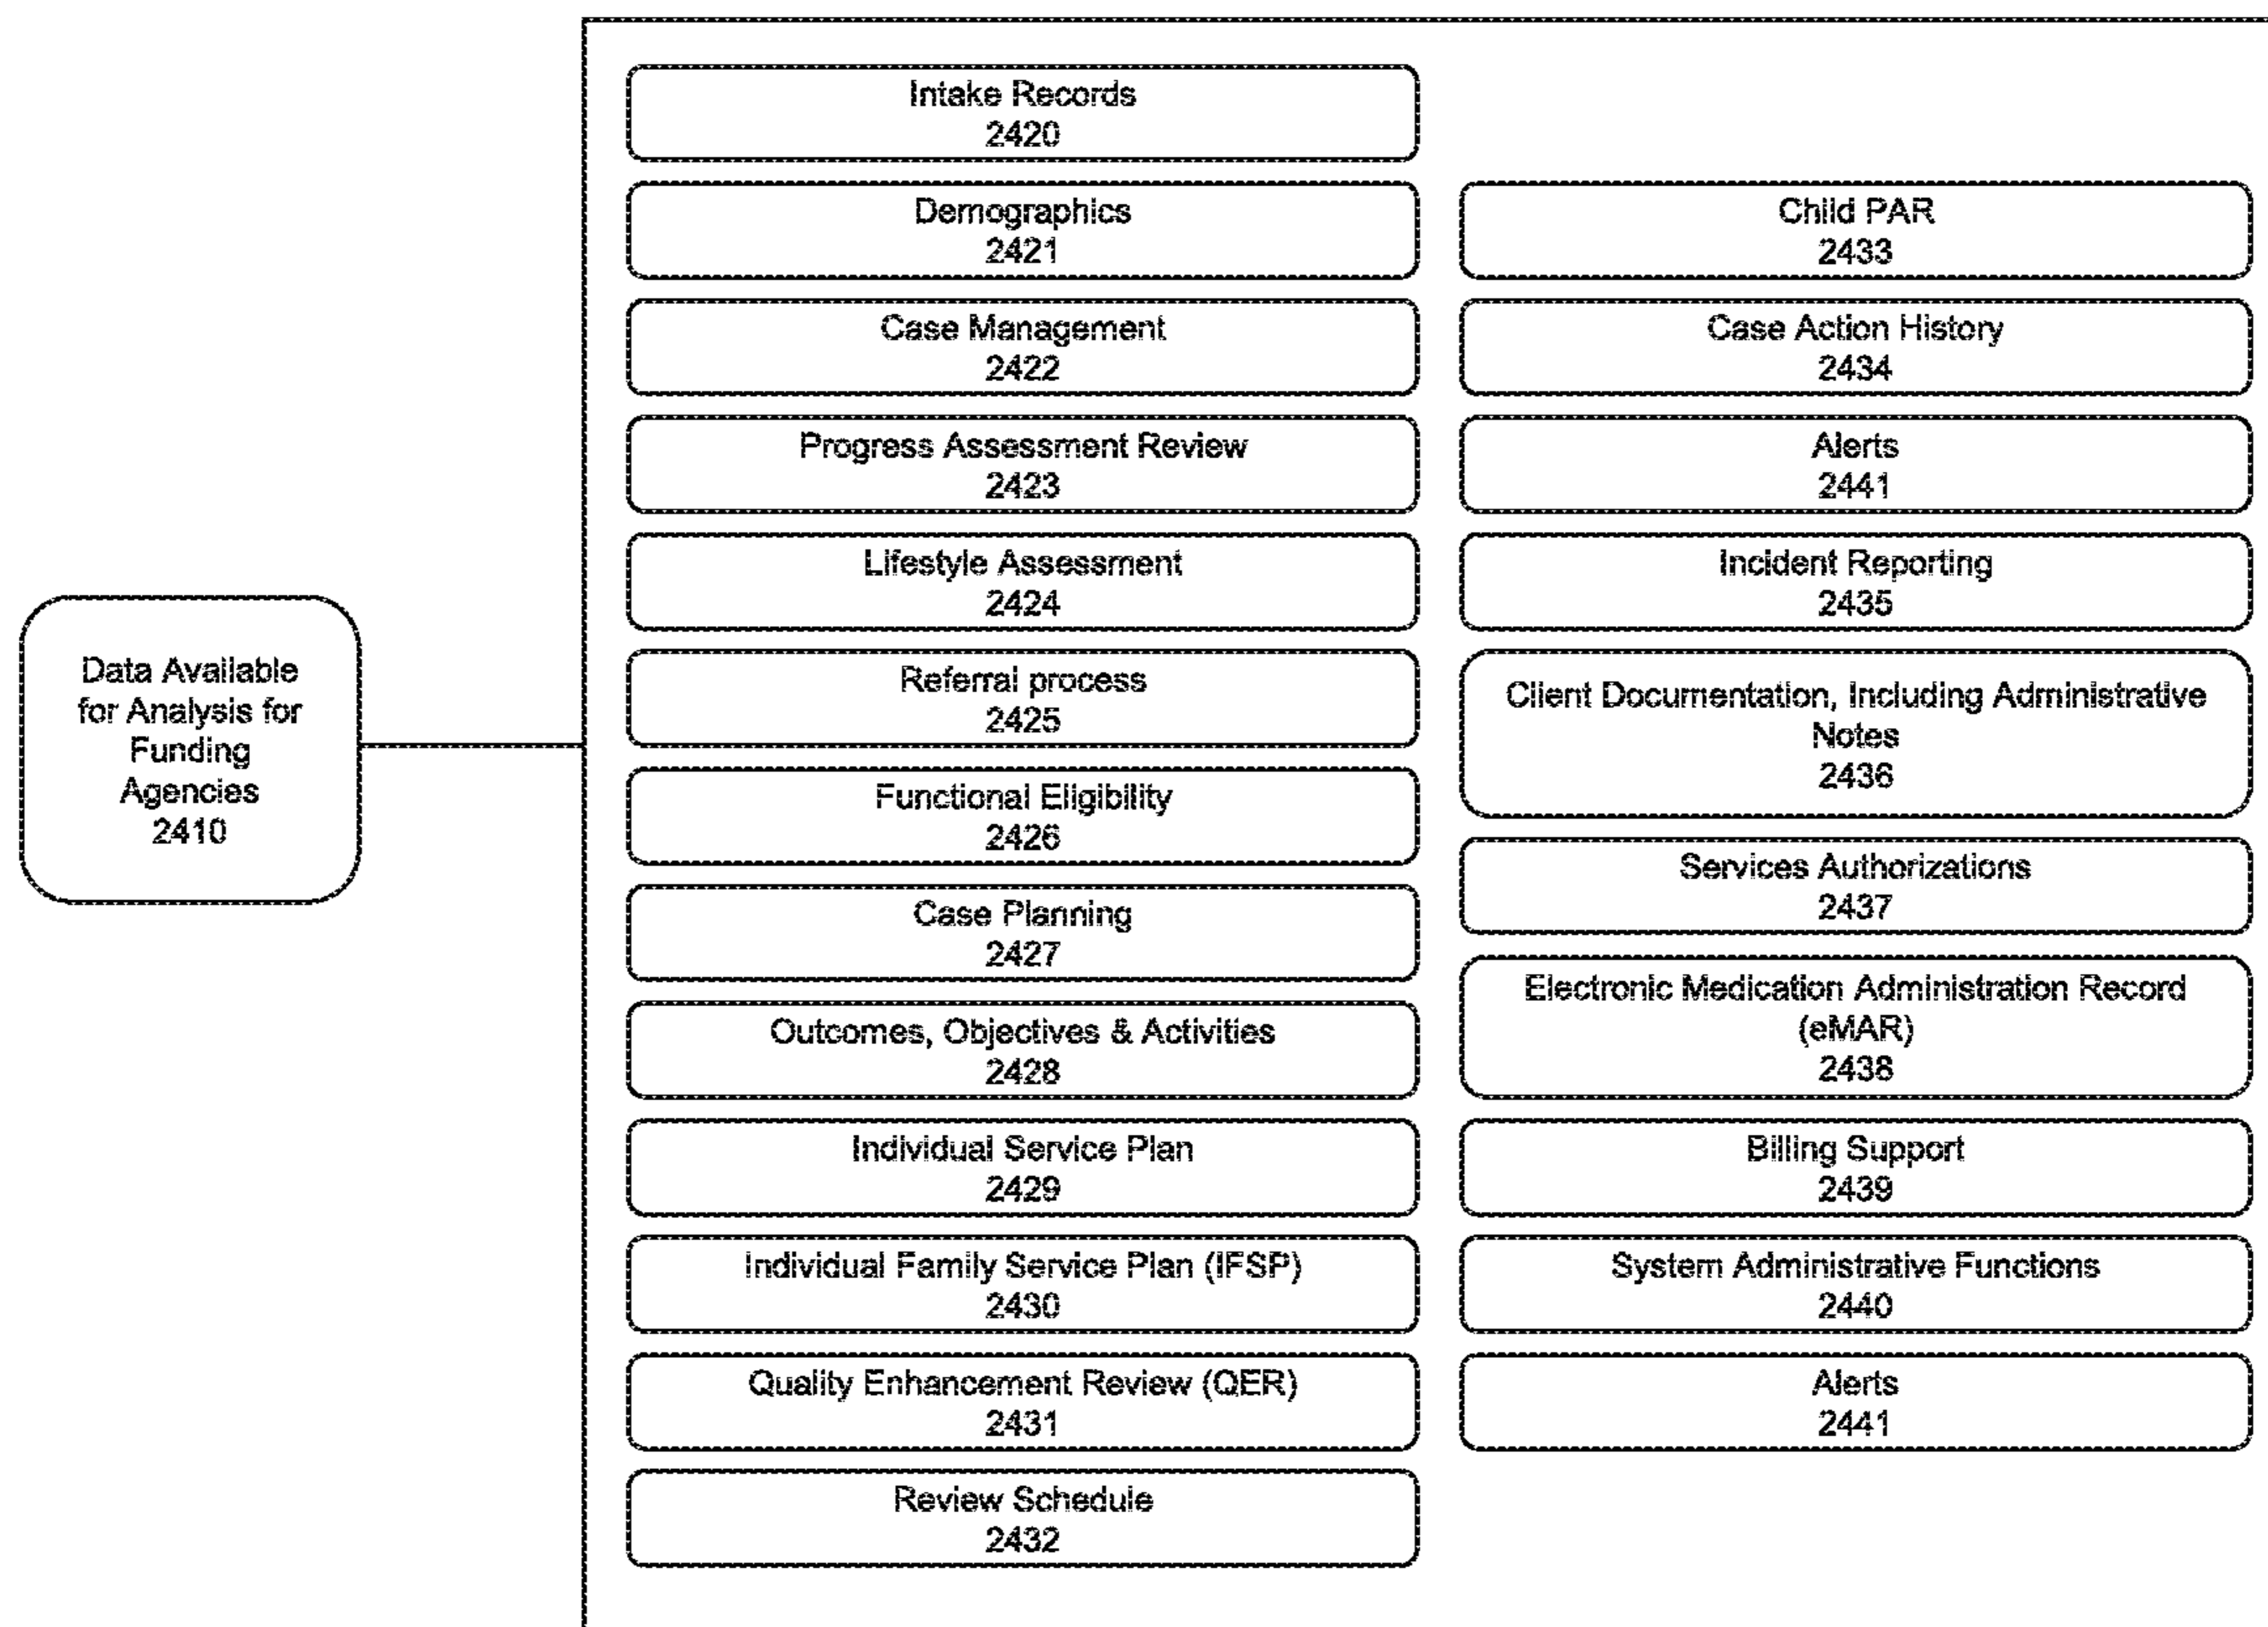 Data Available
for Analysis for
Funding
Agencies
2410
Intake Records
2420
Demographics
2421
Case Management
2422
Progress Assessment Review
2423
Lifestyle Assessment
2424
Referral process
2425
Functional Eligibility
2426
Case Planning
2427
Outcomes, Objectives & Activities
2428
Individual Service Plan
2429
Individual Family Service Plan (IFSP)
2430
Quality Enhancement Review (QER)
2431
Review Schedule
2432
Child PAR
2433
Case Action History
2434
Alerts
2441
Incident Reporting
2435
Client Documentation, Including Administrative
Notes
2436
Services Authorizations
2437
Electronic Medication Administration Record
(eMAR)
2438
Billing Support
2439
System Administrative Functions
2440
Alerts
2441